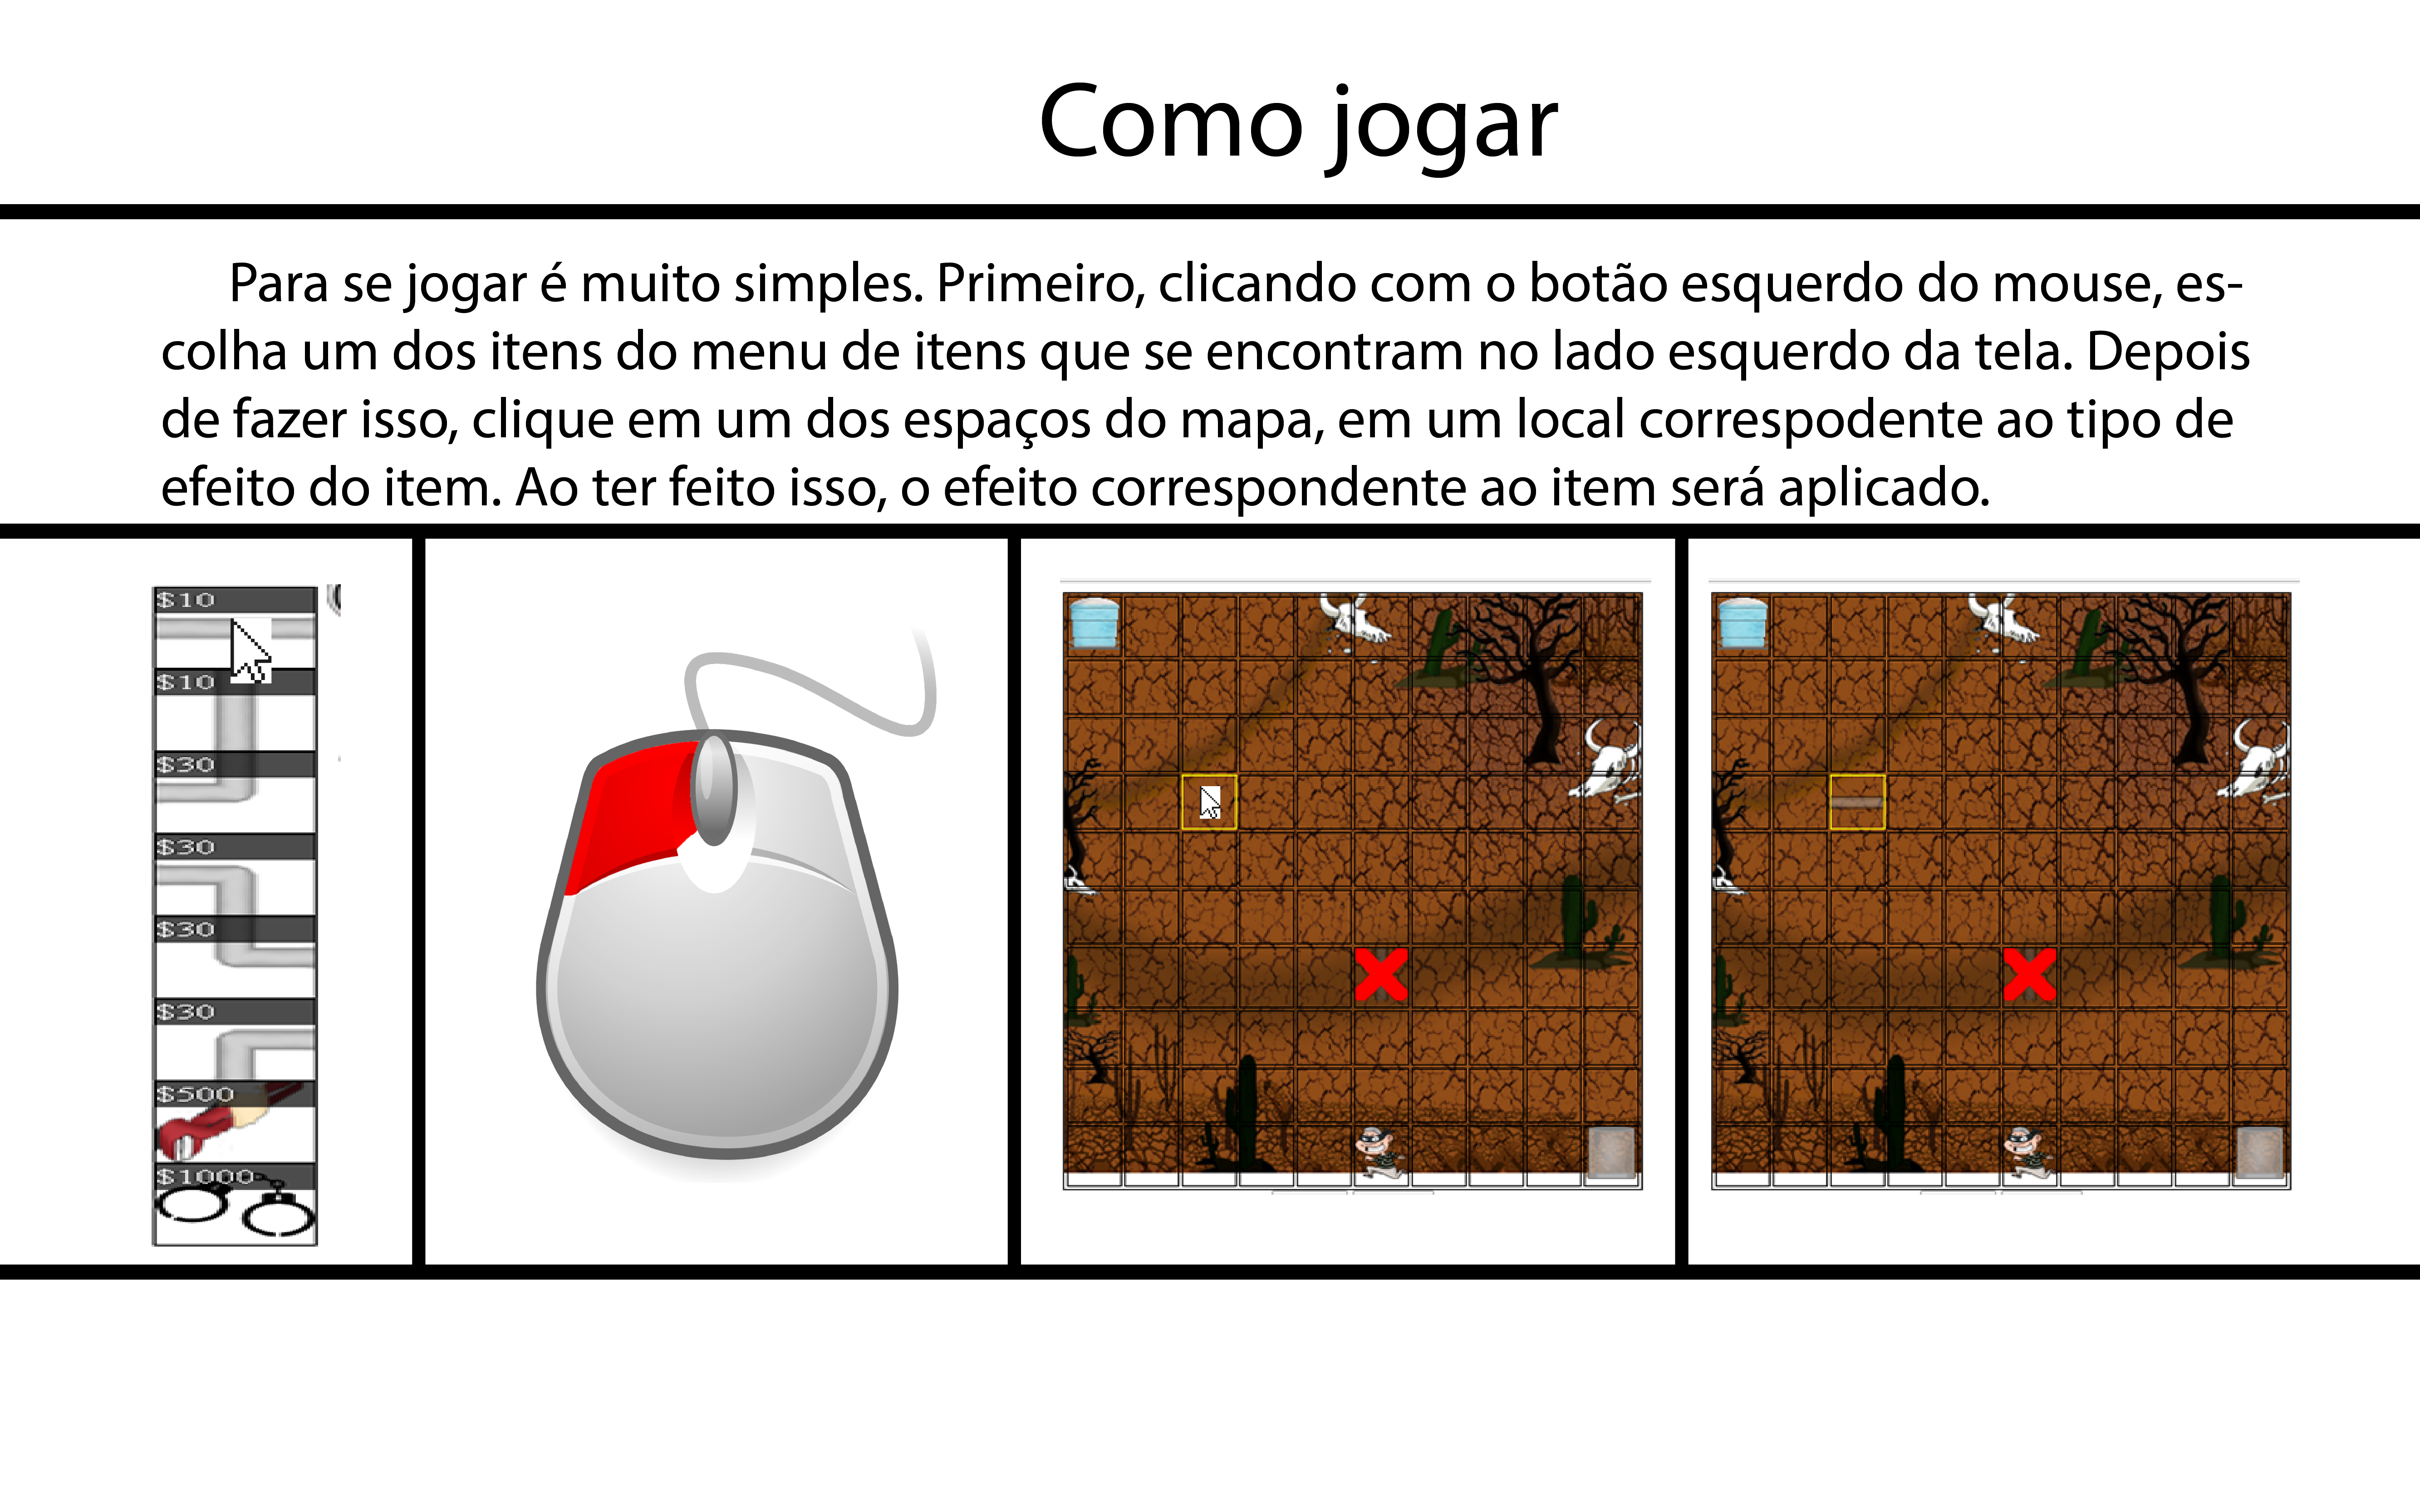 Como jogar
Para se jogar é muito simples. Primeiro, clicando com o botão esquerdo do mouse, es-
colha um dos itens do menu de itens que se encontram no lado esquerdo da tela. Depois
de fazer isso, clique em um dos espaços do mapa, em um local correspodente ao tipo de
efeito do item. Ao ter feito isso, o efeito correspondente ao item será aplicado.
$10
$10
$30
$30
$30
$30
$500
$1000